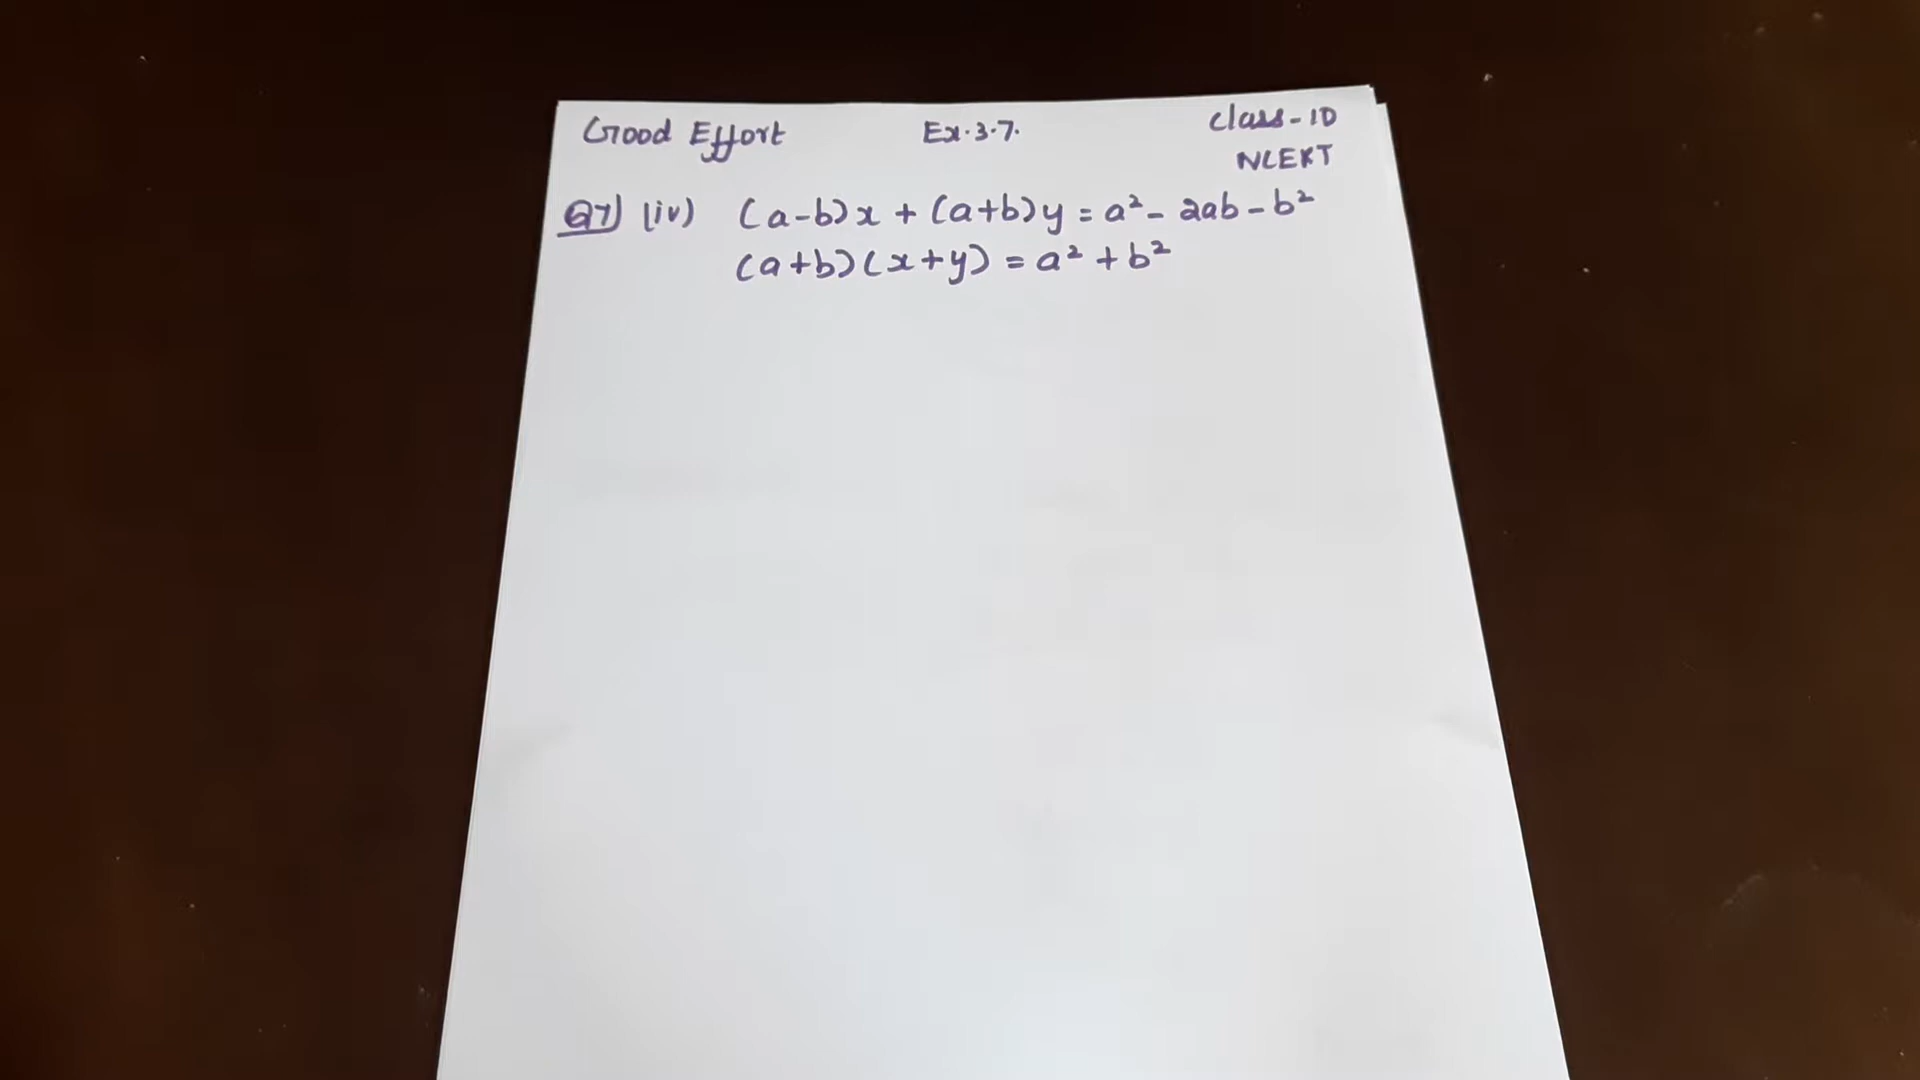 Good Effort Ex.3.7. Class-10
NCERT
Q7) (iv) (a-b)x + (a+b)y = a² - 2ab - b²
(a+b)(x+y) = a² + b²